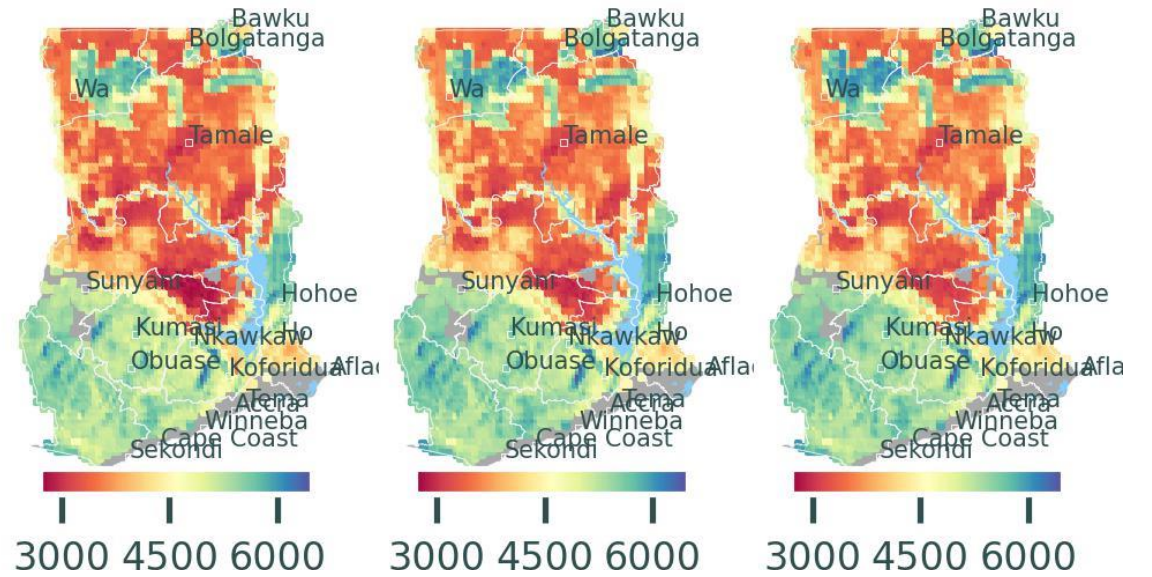 Bawku
Bolgatanga
Wa
Tamale
Sunyani
Hohoe
Kumasi
Nkawkaw
Ho
Obuase
Koforidua
Afla
Tema
Accra
Winneba
Cape Coast
Sekondi
3000 4500 6000
Bawku
Bolgatanga
Wa
Tamale
Sunyani
Hohoe
Kumasi
Nkawkaw
Ho
Obuase
Koforidua
Afla
Tema
Accra
Winneba
Cape Coast
Sekondi
3000 4500 6000
Bawku
Bolgatanga
Wa
Tamale
Sunyani
Hohoe
Kumasi
Nkawkaw
Ho
Obuase
Koforidua
Afla
Tema
Accra
Winneba
Cape Coast
Sekondi
3000 4500 6000